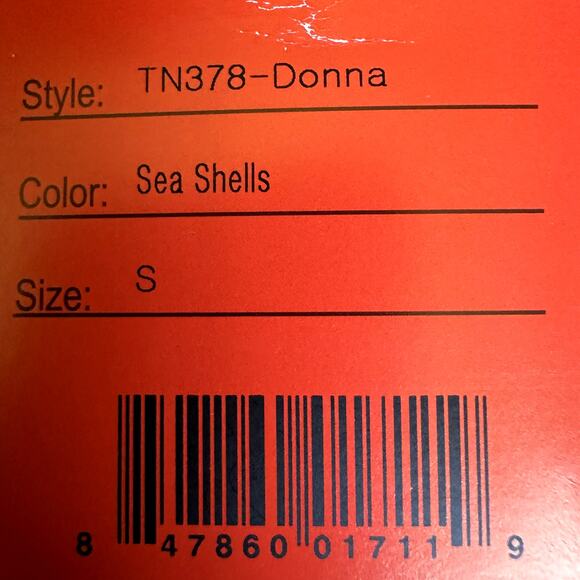 Style: TN378-Donna
Color: Sea Shells
Size: S
8 47860 01711 9